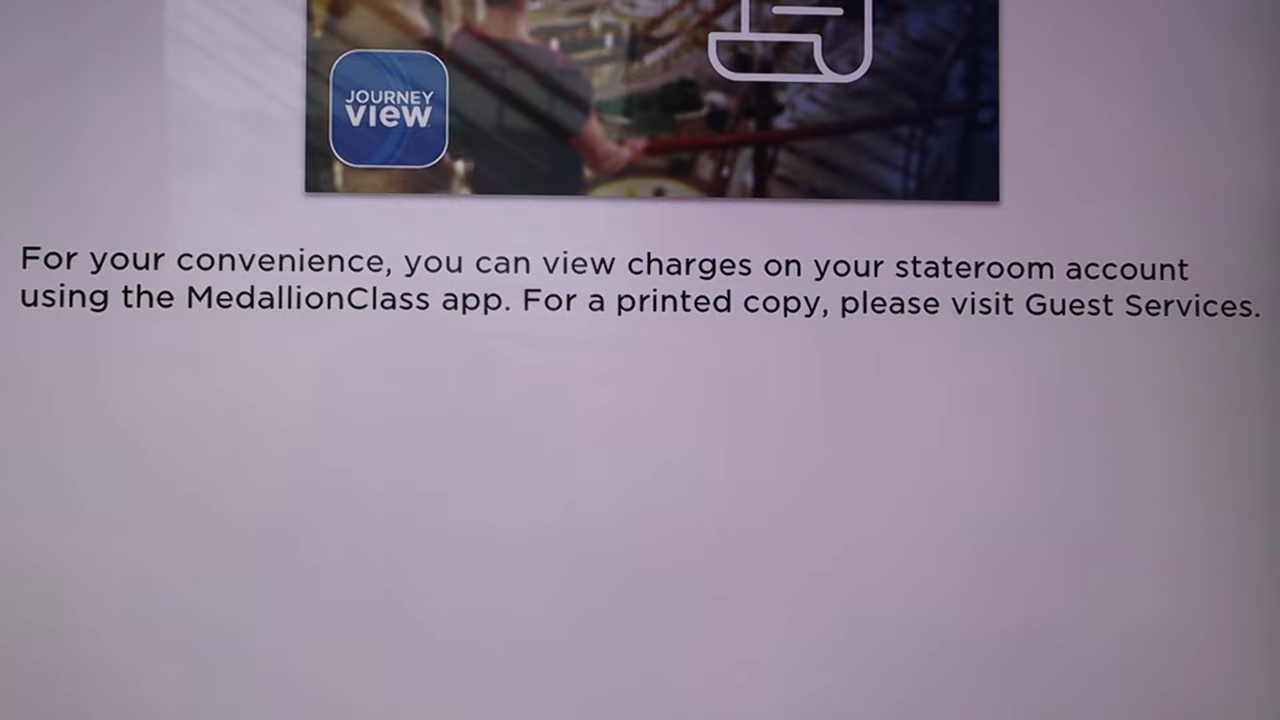 JOURNEY
view
For your convenience, you can view charges on your stateroom account
using the MedallionClass app. For a printed copy, please visit Guest Services.